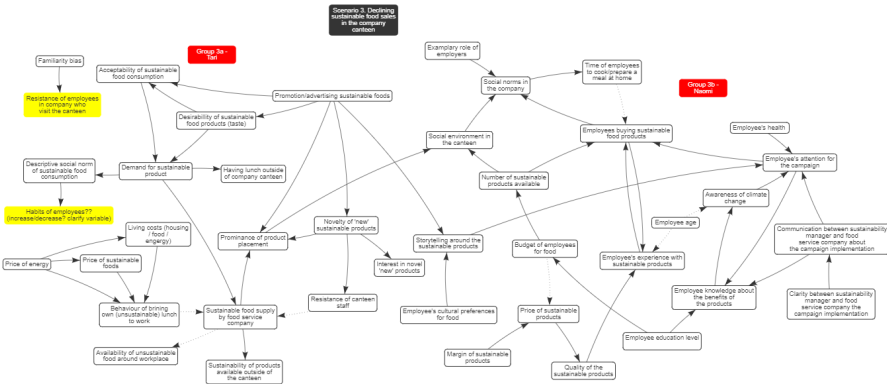 Scenario 3. Declining
sustainable food sales
in the company
canteen
Group 3a -
Tari
Group 3b -
Naomi
Familiarity bias
Resistance of employees
in company who
visit the canteen
Acceptability of sustainable
food consumption
Promotion/advertising sustainable foods
Desirability of sustainable
food products (taste)
Descriptive social norm
of sustainable food
consumption
Demand for sustainable
product
Having lunch outside
of company canteen
Habits of employees??
(increase/decrease? clarify variable)
Living costs (housing
/ food /
engergy)
Price of energy
Price of sustainable
foods
Behaviour of brining
own (unsustainable) lunch
to work
Prominance of product
placement
Novelty of 'new'
sustainable products
Interest in novel
'new' products
Resistance of canteen
staff
Sustainable food supply
by food service
company
Availability of unsustainable
food around workplace
Sustainability of products
available outside of
the canteen
Examplary role of
employers
Social norms in
the company
Time of employees
to cook/prepare a
meal at home
Social environment in
the canteen
Employees buying sustainable
food products
Employee's health
Employee's attention for
the campaign
Number of sustainable
products available
Awareness of climate
change
Employee age
Storytelling around the
sustainable products
Budget of employees
for food
Employee's experience with
sustainable products
Communication between sustainability
manager and food
service company about
the campaign implementation
Employee knowledge about
the benefits of
the products
Clarity between sustainability
manager and food
service company the
campaign implementation
Employee's cultural preferences
for food
Price of sustainable
products
Employee education level
Margin of sustainable
products
Quality of the
sustainable products